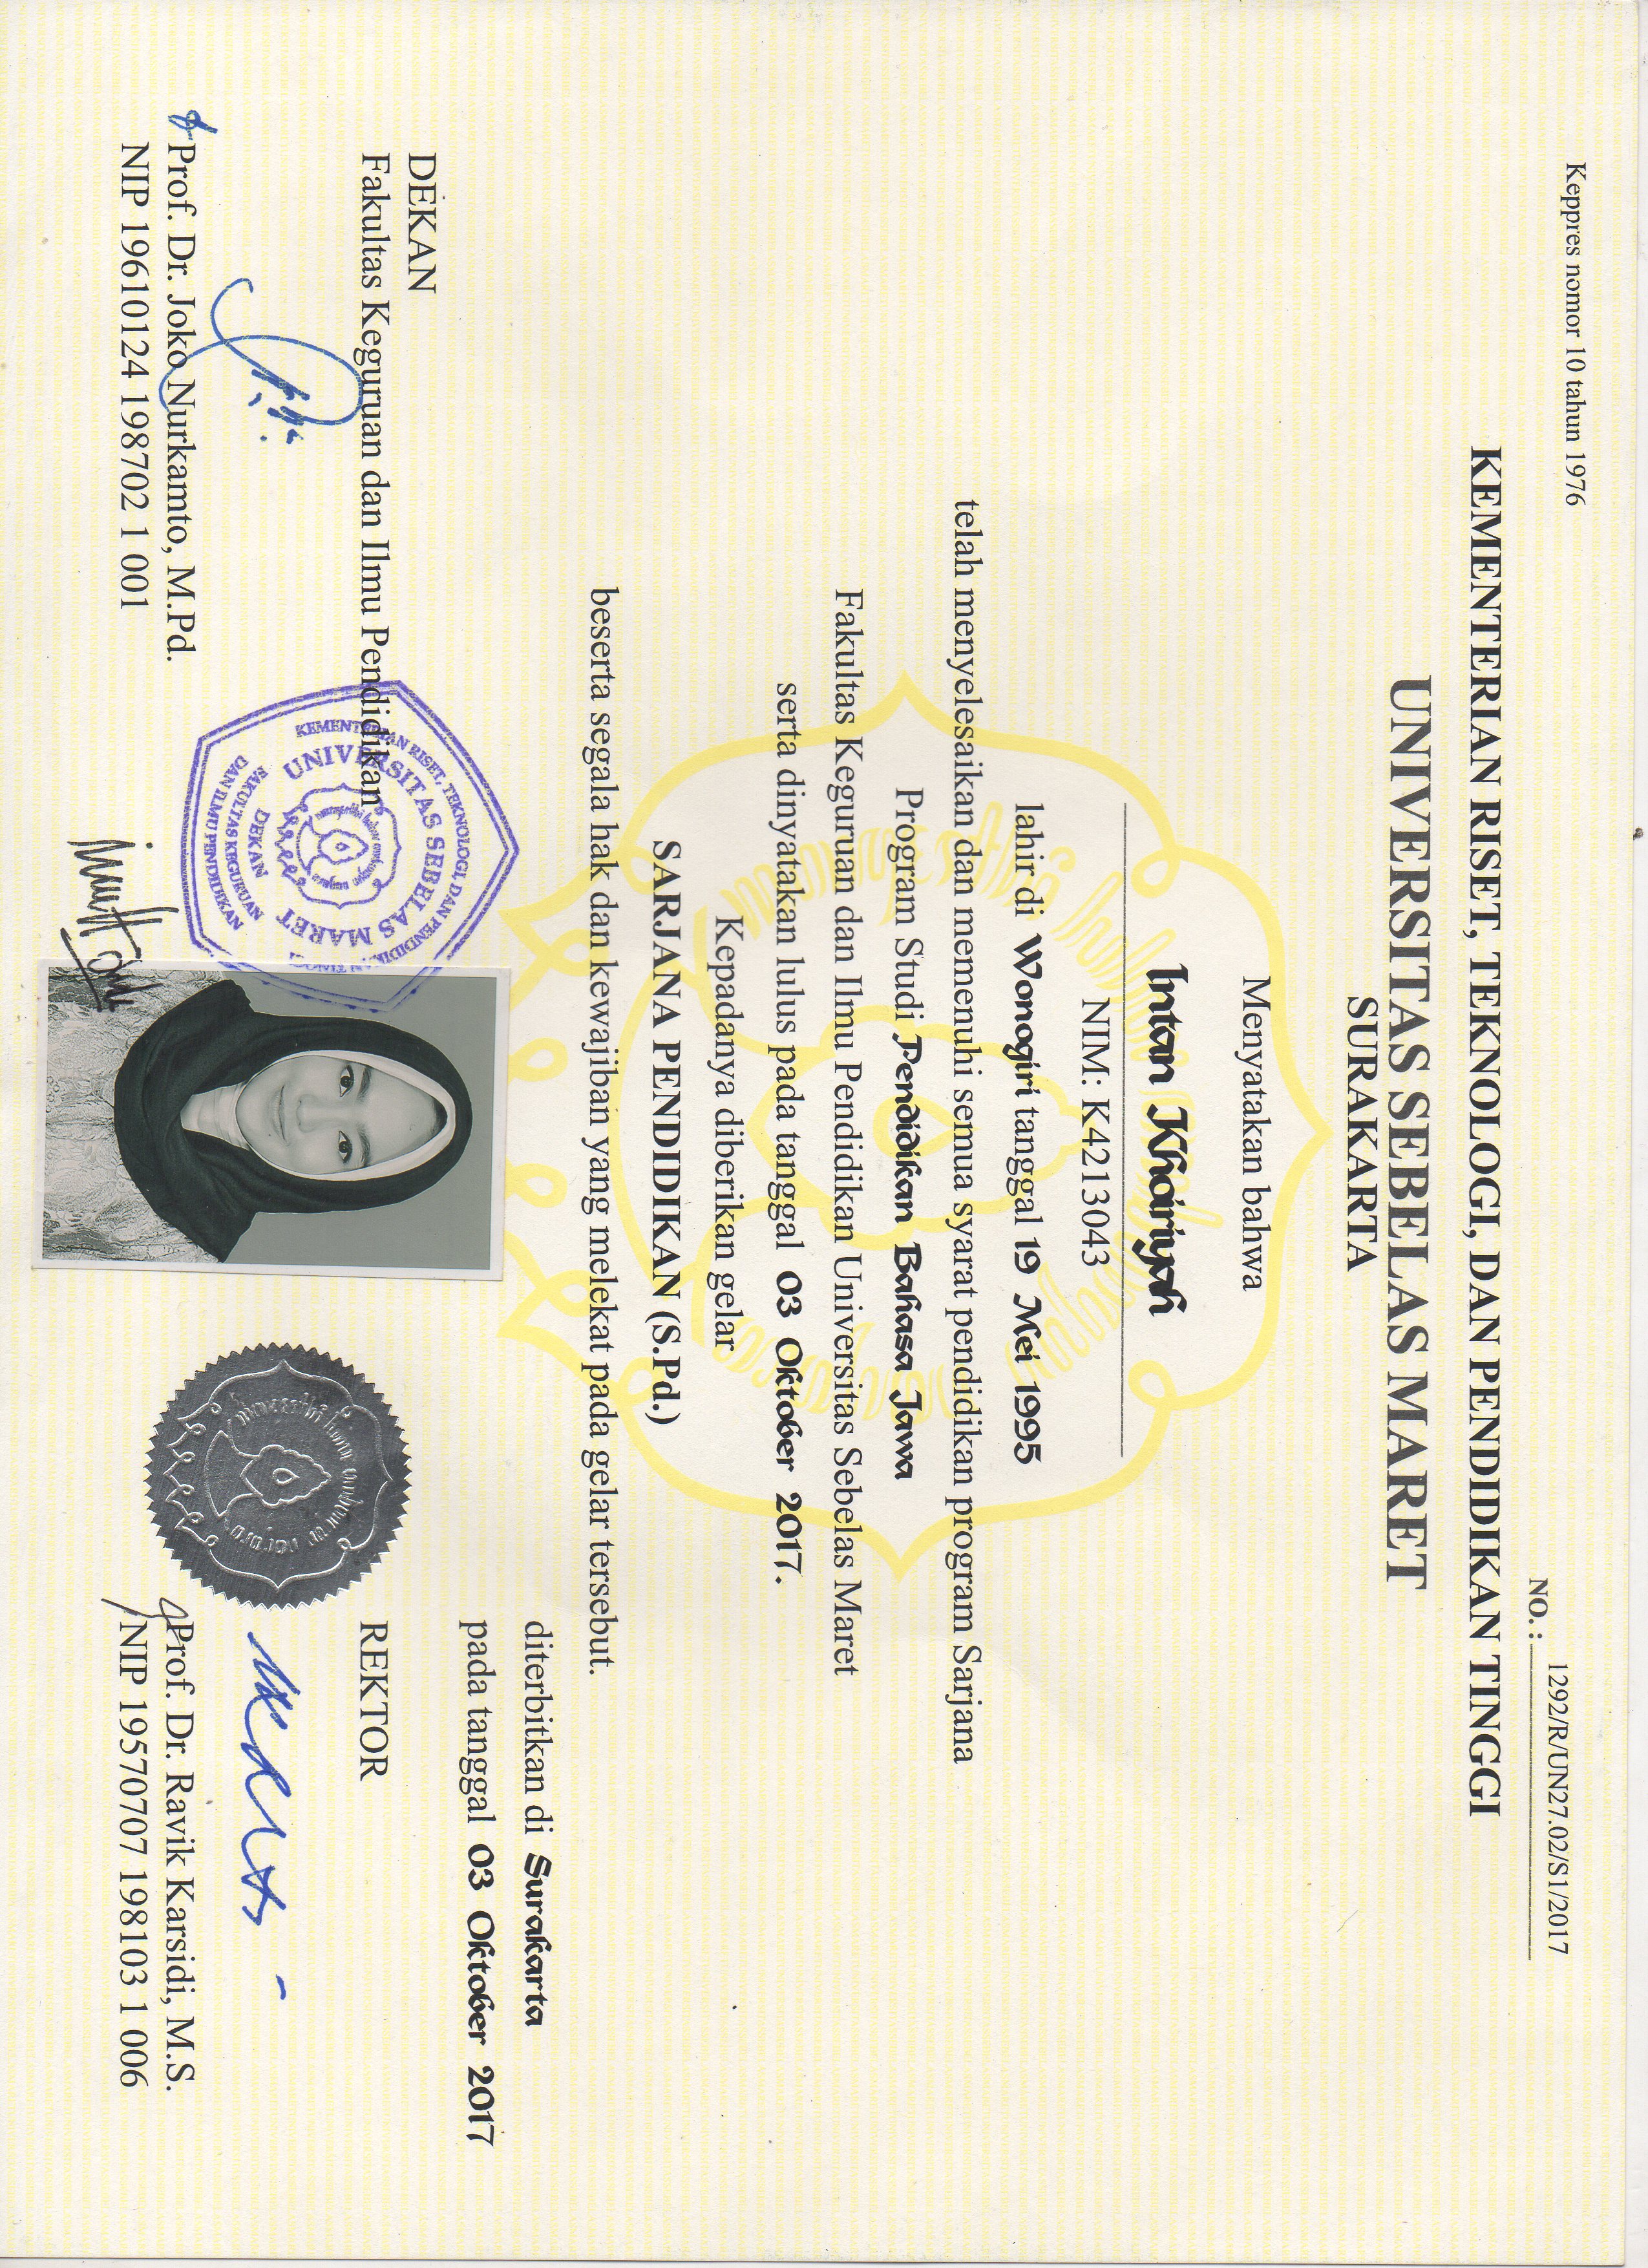 Keppres nomor 10 tahun 1976
NO. : 1292/R/UN27.02/S1/2017
KEMENTERIAN RISET, TEKNOLOGI, DAN PENDIDIKAN TINGGI
UNIVERSITAS SEBELAS MARET
SURAKARTA
Menyatakan bahwa
Intan Khoiriyah
NIM: K4213043
lahir di Wonogiri tanggal 19 Mei 1995
telah menyelesaikan dan memenuhi semua syarat pendidikan program Sarjana
Program Studi Pendidikan Bahasa Jawa
Fakultas Keguruan dan Ilmu Pendidikan Universitas Sebelas Maret
serta dinyatakan lulus pada tanggal 03 Oktober 2017.
Kepadanya diberikan gelar
SARJANA PENDIDIKAN (S.Pd.)
beserta segala hak dan kewajiban yang melekat pada gelar tersebut.
diterbitkan di Surakarta
pada tanggal 03 Oktober 2017
DEKAN
Fakultas Keguruan dan Ilmu Pendidikan
KEMENTERIAN RISET, TEKNOLOGI, DAN PENDIDIKAN
UNIVERSITAS SEBELAS MARET
DEKAN
FAKULTAS KEGURUAN
DAN ILMU PENDIDIKAN
REKTOR
Prof. Dr. Joko Nurkamto, M.Pd.
NIP 19610124 198702 1 001
Prof. Dr. Ravik Karsidi, M.S.
NIP 19570707 198103 1 006